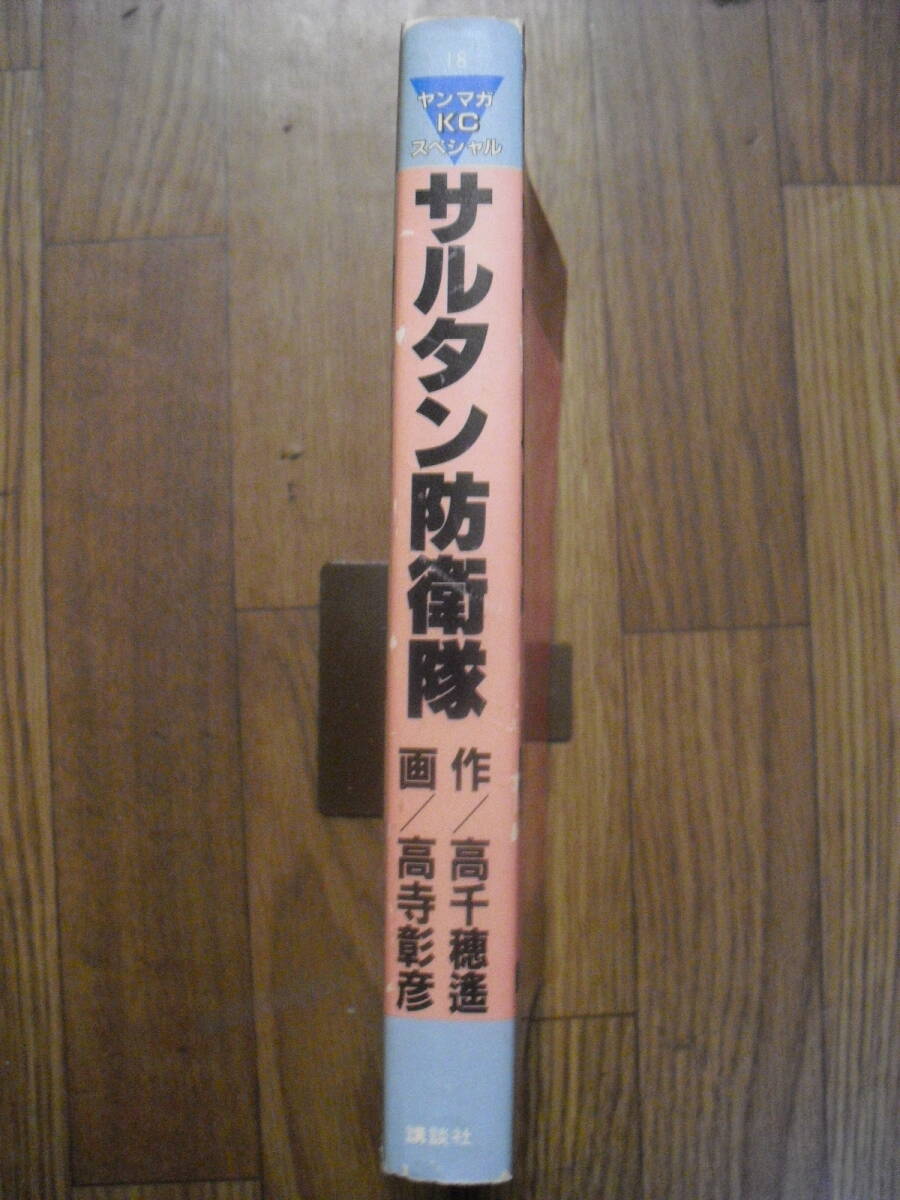 18
ヤンマガ
KC
スペシャル
サルタン防衛隊
作/高千穂遙
画/高寺彰彦
講談社